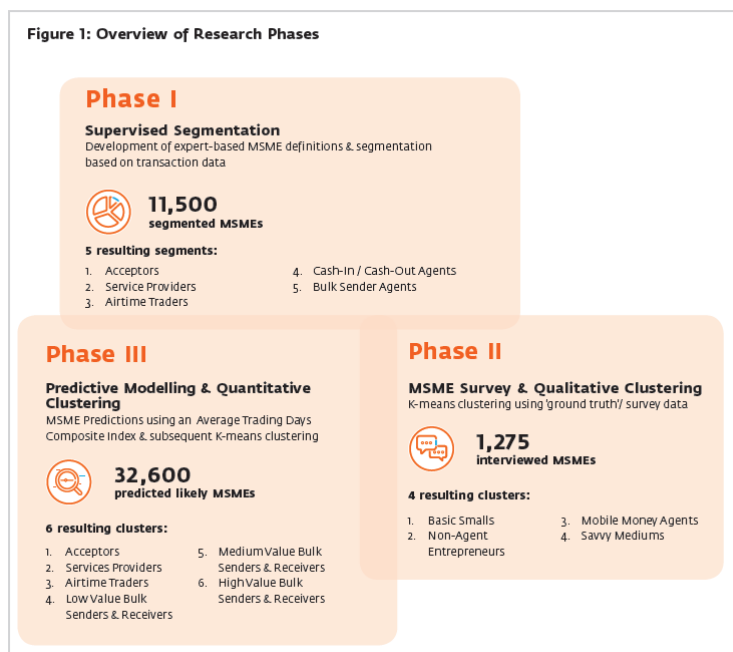 Figure 1: Overview of Research Phases
Phase I
Supervised Segmentation
Development of expert-based MSME definitions & segmentation
based on transaction data
11,500
segmented MSMEs
5 resulting segments:
1. Acceptors
2. Service Providers
3. Airtime Traders
4. Cash-In / Cash-Out Agents
5. Bulk Sender Agents
Phase III
Predictive Modelling & Quantitative
Clustering
MSME Predictions using an Average Trading Days
Composite Index & subsequent K-means clustering
32,600
predicted likely MSMEs
6 resulting clusters:
1. Acceptors
2. Services Providers
3. Airtime Traders
4. Low Value Bulk
Senders & Receivers
5. Medium Value Bulk
Senders & Receivers
6. High Value Bulk
Senders & Receivers
Phase II
MSME Survey & Qualitative Clustering
K-means clustering using 'ground truth'/ survey data
1,275
interviewed MSMEs
4 resulting clusters:
1. Basic Smalls
2. Non-Agent
Entrepreneurs
3. Mobile Money Agents
4. Savvy Mediums